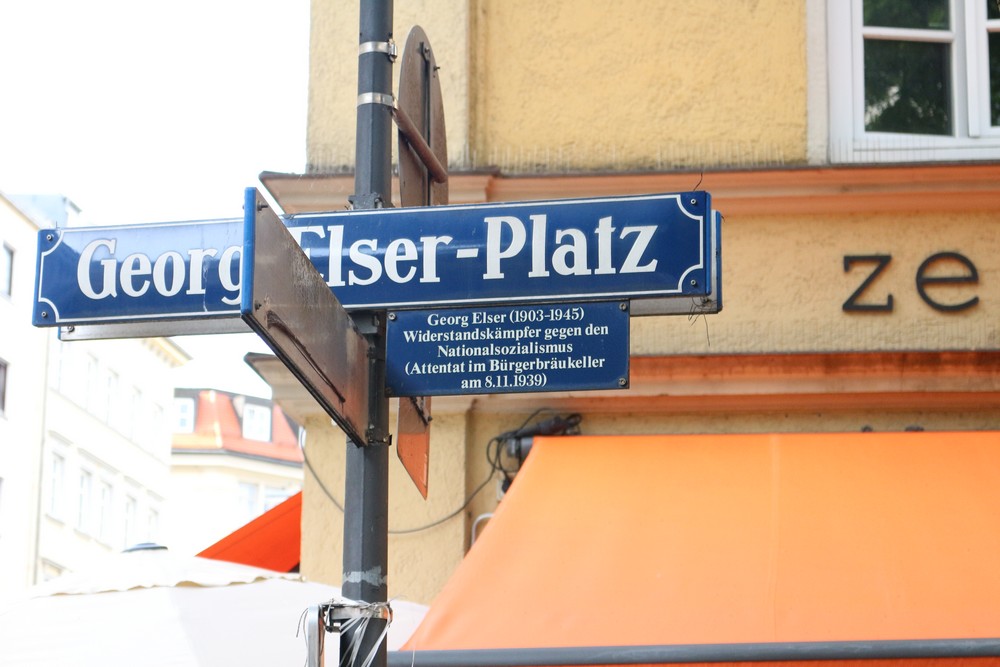 Georg Elser-Platz
Georg Elser (1903-1945)
Widerstandskämpfer gegen den
Nationalsozialismus
(Attentat im Bürgerbräukeller
am 8.11.1939)
ze